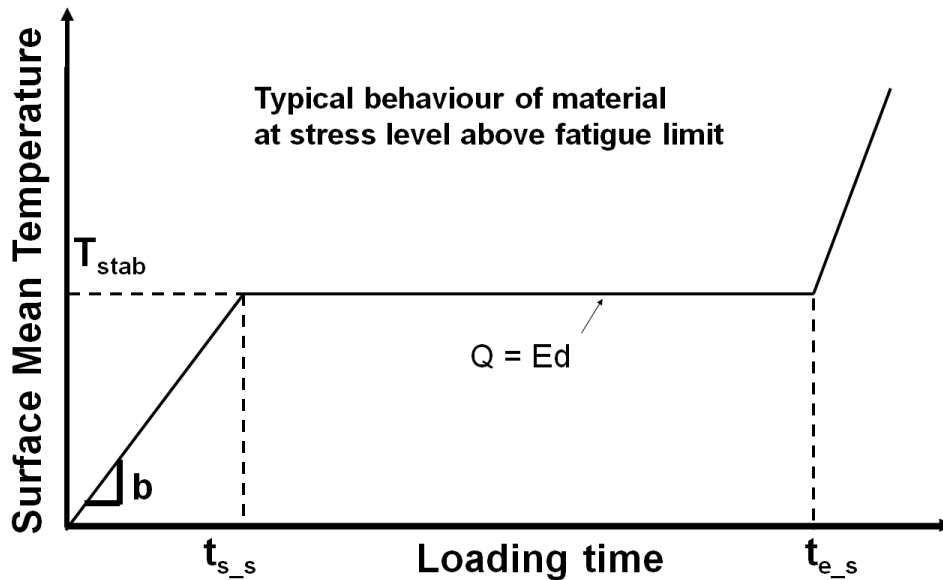 Surface Mean Temperature
Typical behaviour of material
at stress level above fatigue limit
T_stab
Q = Ed
b
t_s_s
Loading time
t_e_s